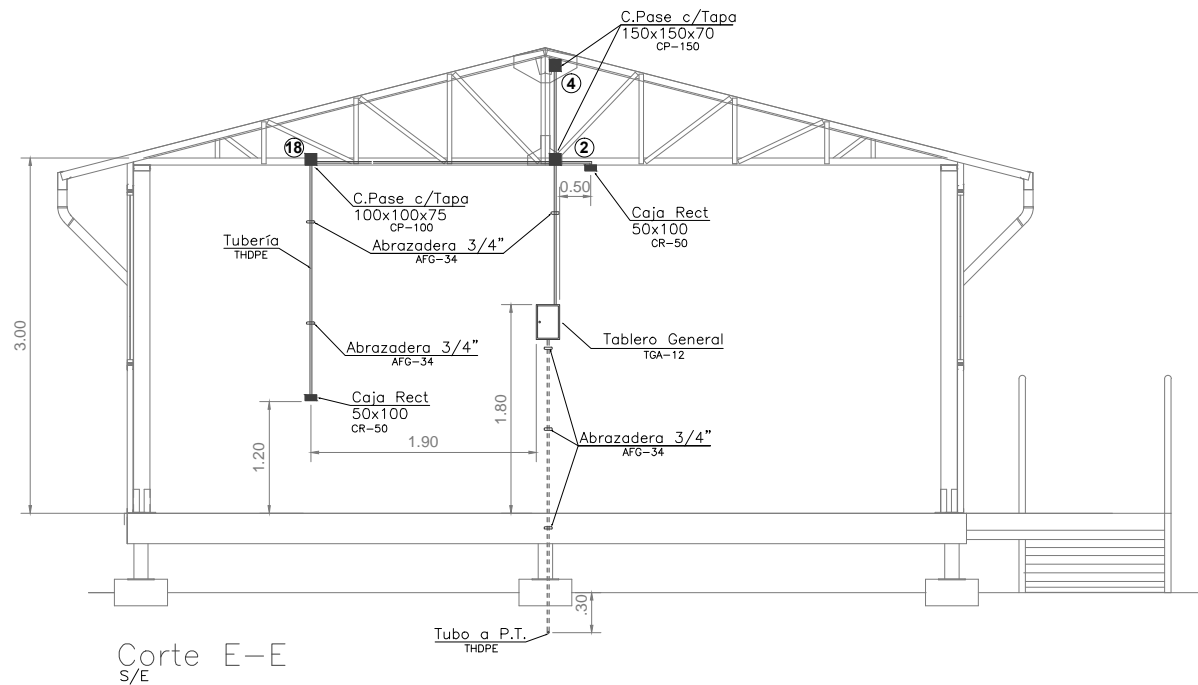 C.Pase c/Tapa
150x150x70
CP-150
4
18
2
0.50
C.Pase c/Tapa
100x100x75
CP-100
Caja Rect
50x100
CR-50
Tubería
THDPE
Abrazadera 3/4"
AFG-34
3.00
Tablero General
TGA-12
Abrazadera 3/4"
AFG-34
1.80
Caja Rect
50x100
CR-50
1.20
1.90
Abrazadera 3/4"
AFG-34
.30
Tubo a P.T.
THDPE
Corte E-E
S/E